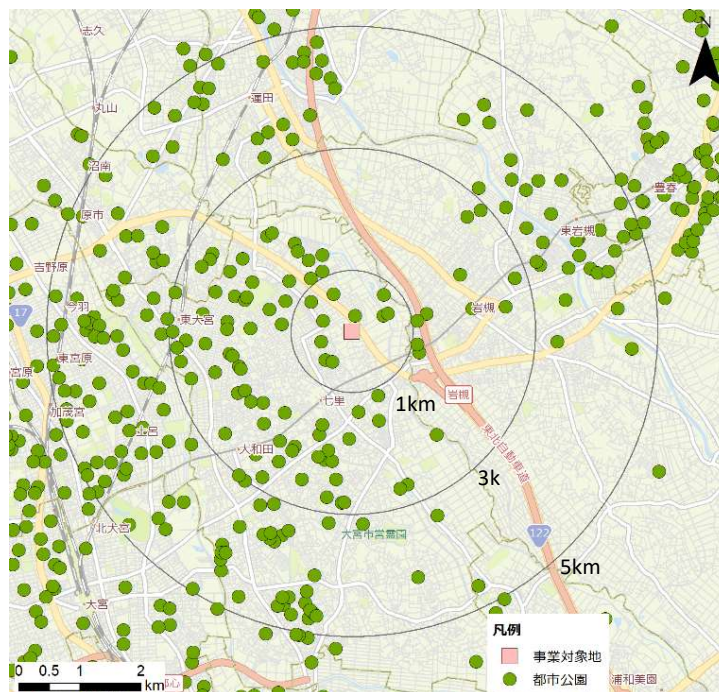 志久
N
丸山
蓮田
沼南
豊春
原市
東岩槻
吉野原
今羽
17
東大宮
岩槻
東宮原
宮原
七里
岩槻
加茂宮
1km
土呂
大和田
東北自動車道
3k
北大宮
大宮市営霊園
122
5km
大宮
凡例
事業対象地
都市公園
浦和美園
0 0.5 1 2
km